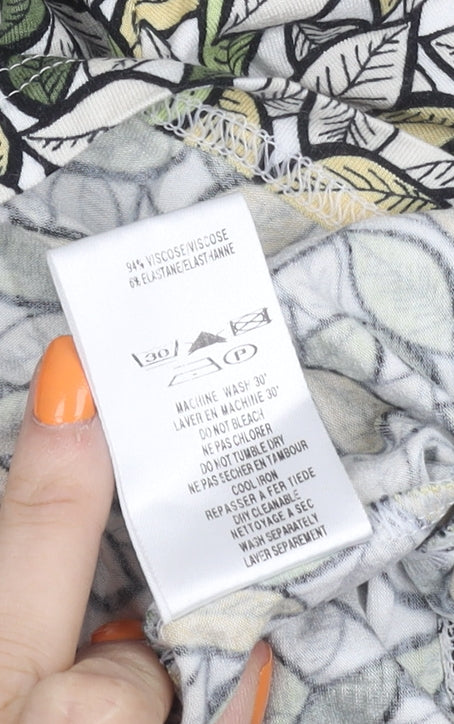 94% VISCOSE/VISCOSE
6% ELASTANE/ELASTHANNE
30
P
MACHINE WASH 30°
LAVER EN MACHINE 30°
DO NOT BLEACH
NE PAS CHLORER
DO NOT TUMBLE DRY
NE PAS SÉCHER EN TAMBOUR
COOL IRON
REPASSER A FER TIEDE
DRY CLEANABLE
NETTOYAGE A SEC
WASH SEPARATELY
LAVER SEPAREMENT